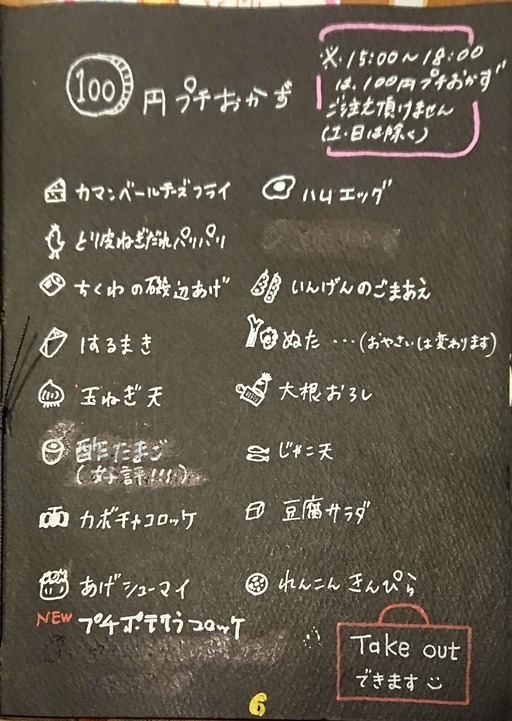 100円 プチおかず
※15:00〜18:00
は、100円プチおかず
ご注文頂けません
(土・日は除く)
カマンベールチーズフライ
とり皮ねぎだれパリパリ
ちくわの磯辺あげ
はるまき
玉ねぎ天
酢たまご
(好評!!!!)
カボチャコロッケ
あげシューマイ
NEW プチポテサラコロッケ
ハムエッグ
いんげんのごまあえ
ぬた …(おやさいは変わります)
大根おろし
じゃこ天
豆腐サラダ
れんこんきんぴら
Take out
できます
6